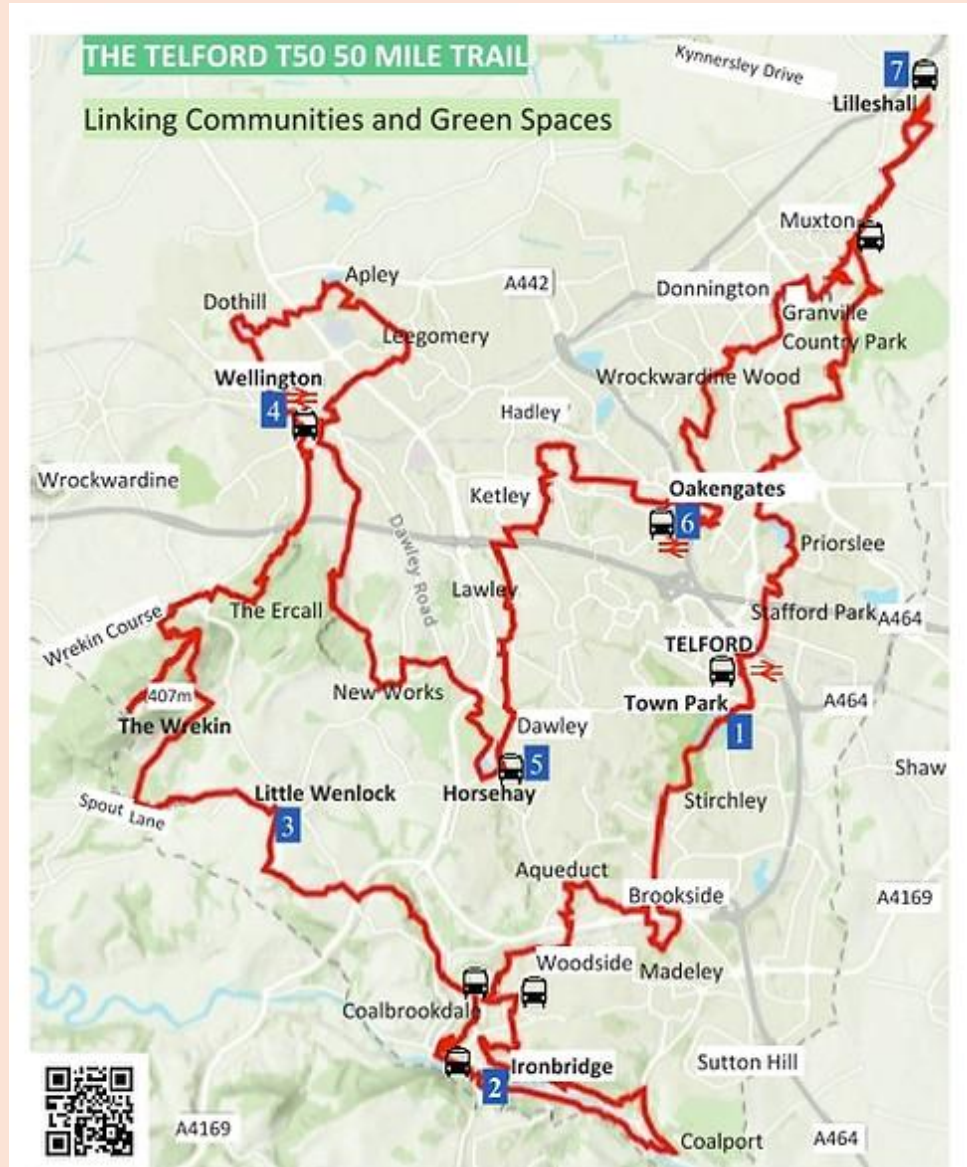 THE TELFORD T50 50 MILE TRAIL
Kynnersley Drive
7
Linking Communities and Green Spaces
Lilleshall
Muxton
Apley
A442
Donnington
Dothill
Granville
Country Park
Leegomery
Wellington
Wrockwardine Wood
4
Hadley
Wrockwardine
Ketley
Oakengates
6
Dawley Road
Priorslee
Lawley
The Ercall
Stafford Park
A464
Wrekin Course
TELFORD
407m
New Works
Town Park
A464
The Wrekin
Dawley
1
5
Shaw
Little Wenlock
Horsehay
Stirchley
Spout Lane
3
Aqueduct
Brookside
A4169
Woodside
Madeley
Coalbrookdale
Ironbridge
Sutton Hill
2
A4169
Coalport
A464